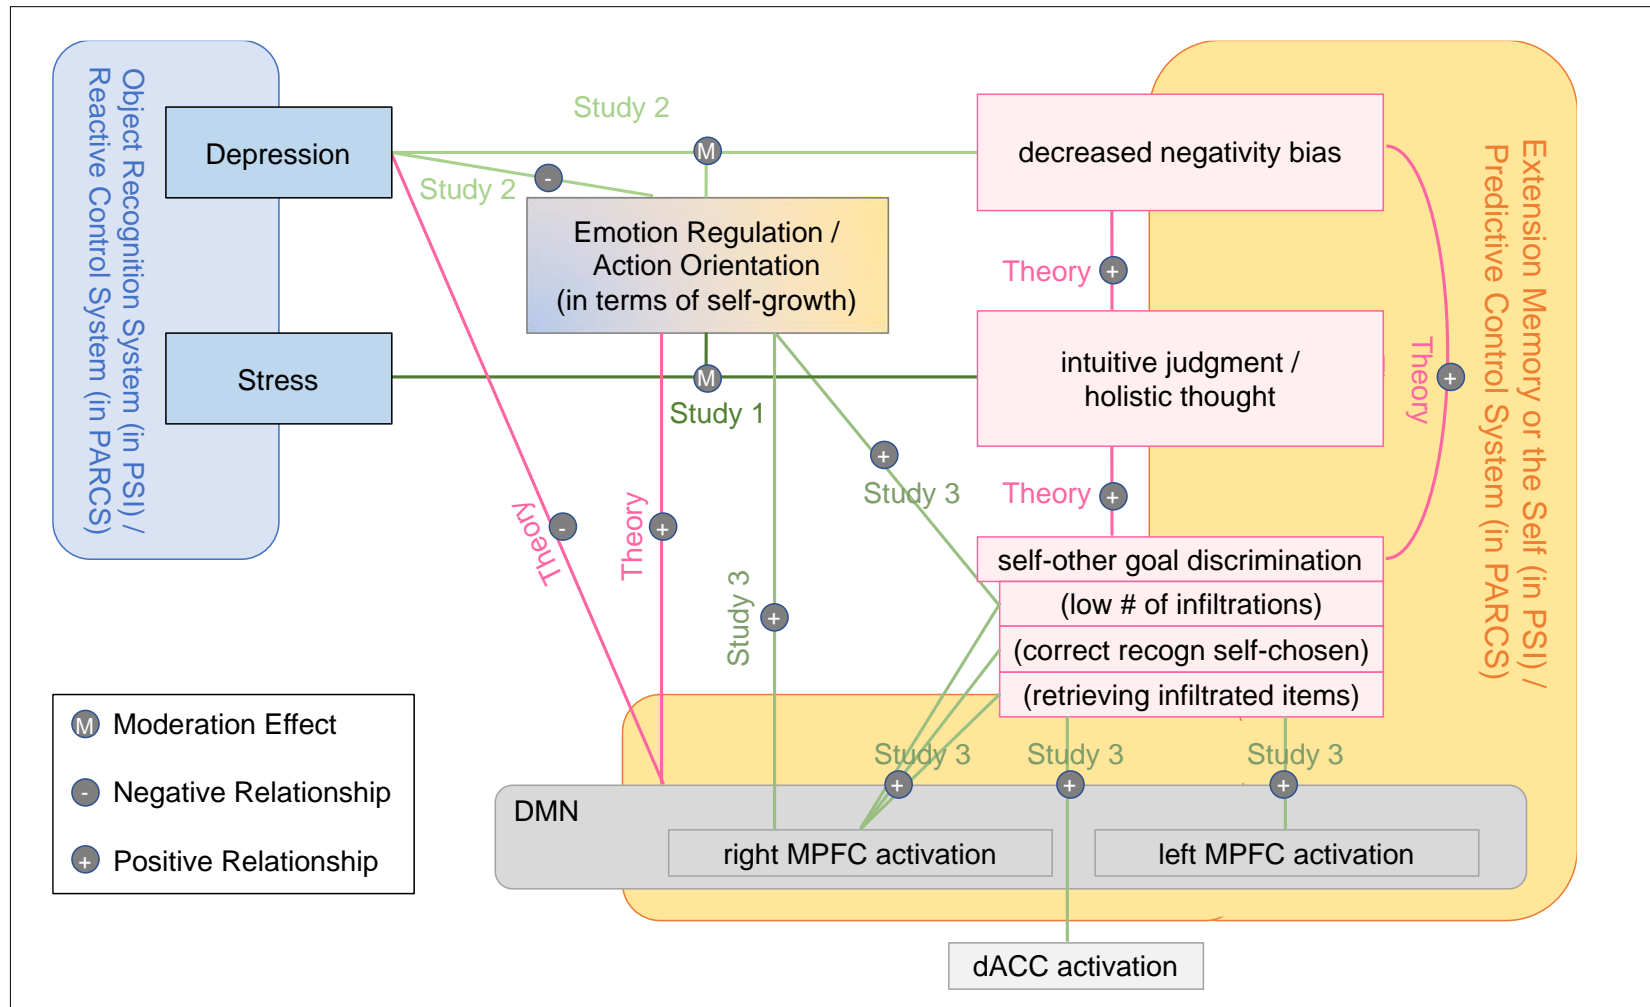 Object Recognition System (in PSI) /
Reactive Control System (in PARCS)
Depression
Stress
Study 2
M
Study 2
-
Emotion Regulation /
Action Orientation
(in terms of self-growth)
M
Study 1
decreased negativity bias
Theory
+
intuitive judgment /
holistic thought
Theory
+
Theory
+
Extension Memory or the Self (in PSI) /
Predictive Control System (in PARCS)
+
Study 3
Theory
-
Theory
+
Study 3
+
self-other goal discrimination
(low # of infiltrations)
(correct recogn self-chosen)
(retrieving infiltrated items)
Study 3
+
Study 3
+
Study 3
+
DMN
right MPFC activation
left MPFC activation
dACC activation
M Moderation Effect
- Negative Relationship
+ Positive Relationship